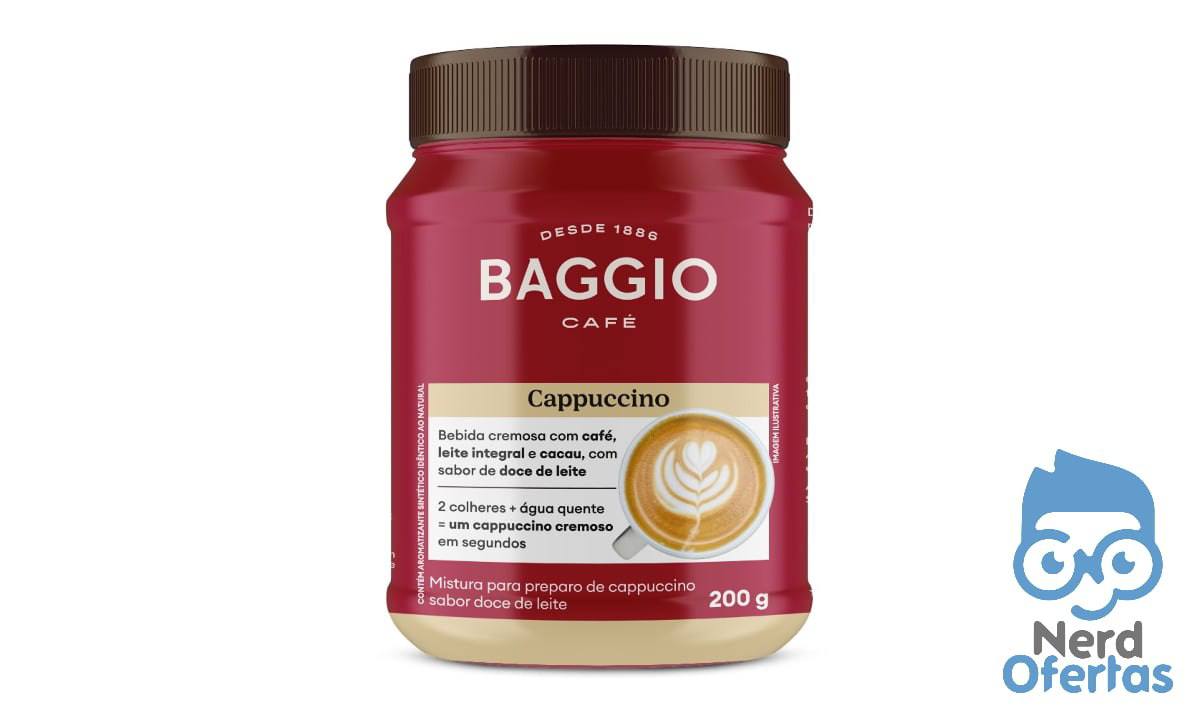 DESDE 1886
BAGGIO
CAFÉ
Cappuccino
Bebida cremosa com café,
leite integral e cacau, com
sabor de doce de leite
2 colheres + água quente
= um cappuccino cremoso
em segundos
Mistura para preparo de cappuccino
sabor doce de leite
200 g
CONTÉM AROMATIZANTE SINTÉTICO IDÊNTICO AO NATURAL
IMAGEM ILUSTRATIVA
Nerd
Ofertas